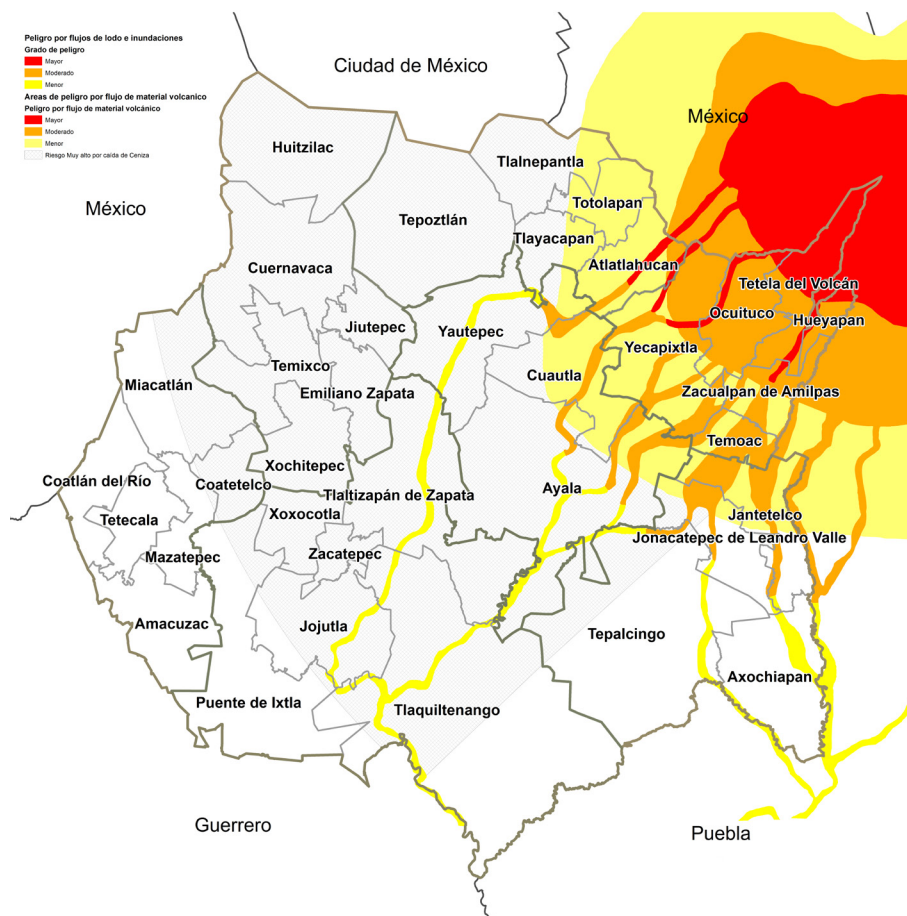 Peligro por flujos de lodo e inundaciones
Grado de peligro
Mayor
Moderado
Menor
Áreas de peligro por flujo de material volcanico
Peligro por flujo de material volcánico
Mayor
Moderado
Menor
Riesgo Muy alto por caída de Ceniza
Ciudad de México
México
Huitzilac
Tlalnepantla
Totolapan
México
Tepoztlán
Tlayacapan
Cuernavaca
Atlatlahucan
Tetela del Volcán
Ocuituco
Hueyapan
Jiutepec
Yautepec
Yecapixtla
Temixco
Cuautla
Miacatlán
Emiliano Zapata
Zacualpan de Amilpas
Temoac
Xochitepec
Coatlán del Río
Coatetelco
Tlaltizapán de Zapata
Ayala
Tetecala
Xoxocotla
Jantetelco
Jonacatepec de Leandro Valle
Mazatepec
Zacatepec
Amacuzac
Jojutla
Tepalcingo
Axochiapan
Puente de Ixtla
Tlaquiltenango
Guerrero
Puebla